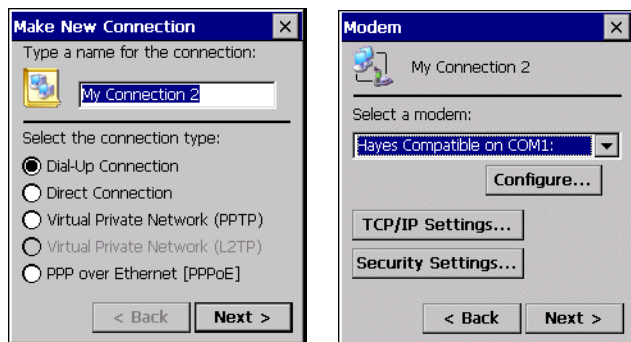 Make New Connection
Type a name for the connection:
My Connection 2
Select the connection type:
Dial-Up Connection
Direct Connection
Virtual Private Network (PPTP)
Virtual Private Network (L2TP)
PPP over Ethernet [PPPoE]
< Back Next >
Modem
My Connection 2
Select a modem:
Hayes Compatible on COM1:
Configure...
TCP/IP Settings...
Security Settings...
< Back Next >